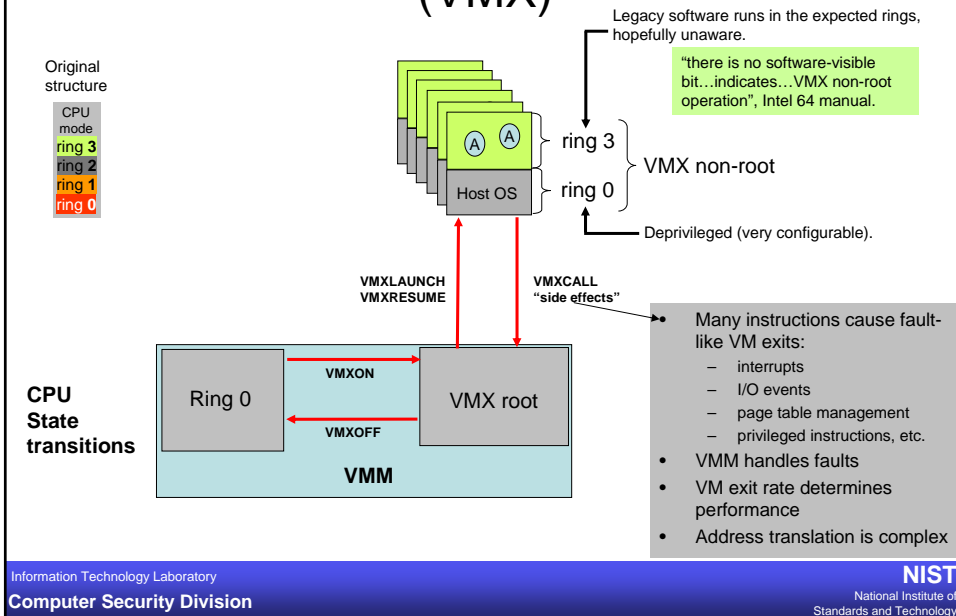 (VMX)
Legacy software runs in the expected rings,
hopefully unaware.
"there is no software-visible
bit…indicates…VMX non-root
operation", Intel 64 manual.
Original
structure
CPU
mode
ring 3
ring 2
ring 1
ring 0
A A
Host OS
ring 3
ring 0
VMX non-root
Deprivileged (very configurable).
VMXLAUNCH
VMXRESUME
VMXCALL
"side effects"
CPU
State
transitions
Ring 0
VMXON
VMXOFF
VMX root
VMM
• Many instructions cause fault-
like VM exits:
– interrupts
– I/O events
– page table management
– privileged instructions, etc.
• VMM handles faults
• VM exit rate determines
performance
• Address translation is complex
Information Technology Laboratory
Computer Security Division
NIST
National Institute of
Standards and Technology